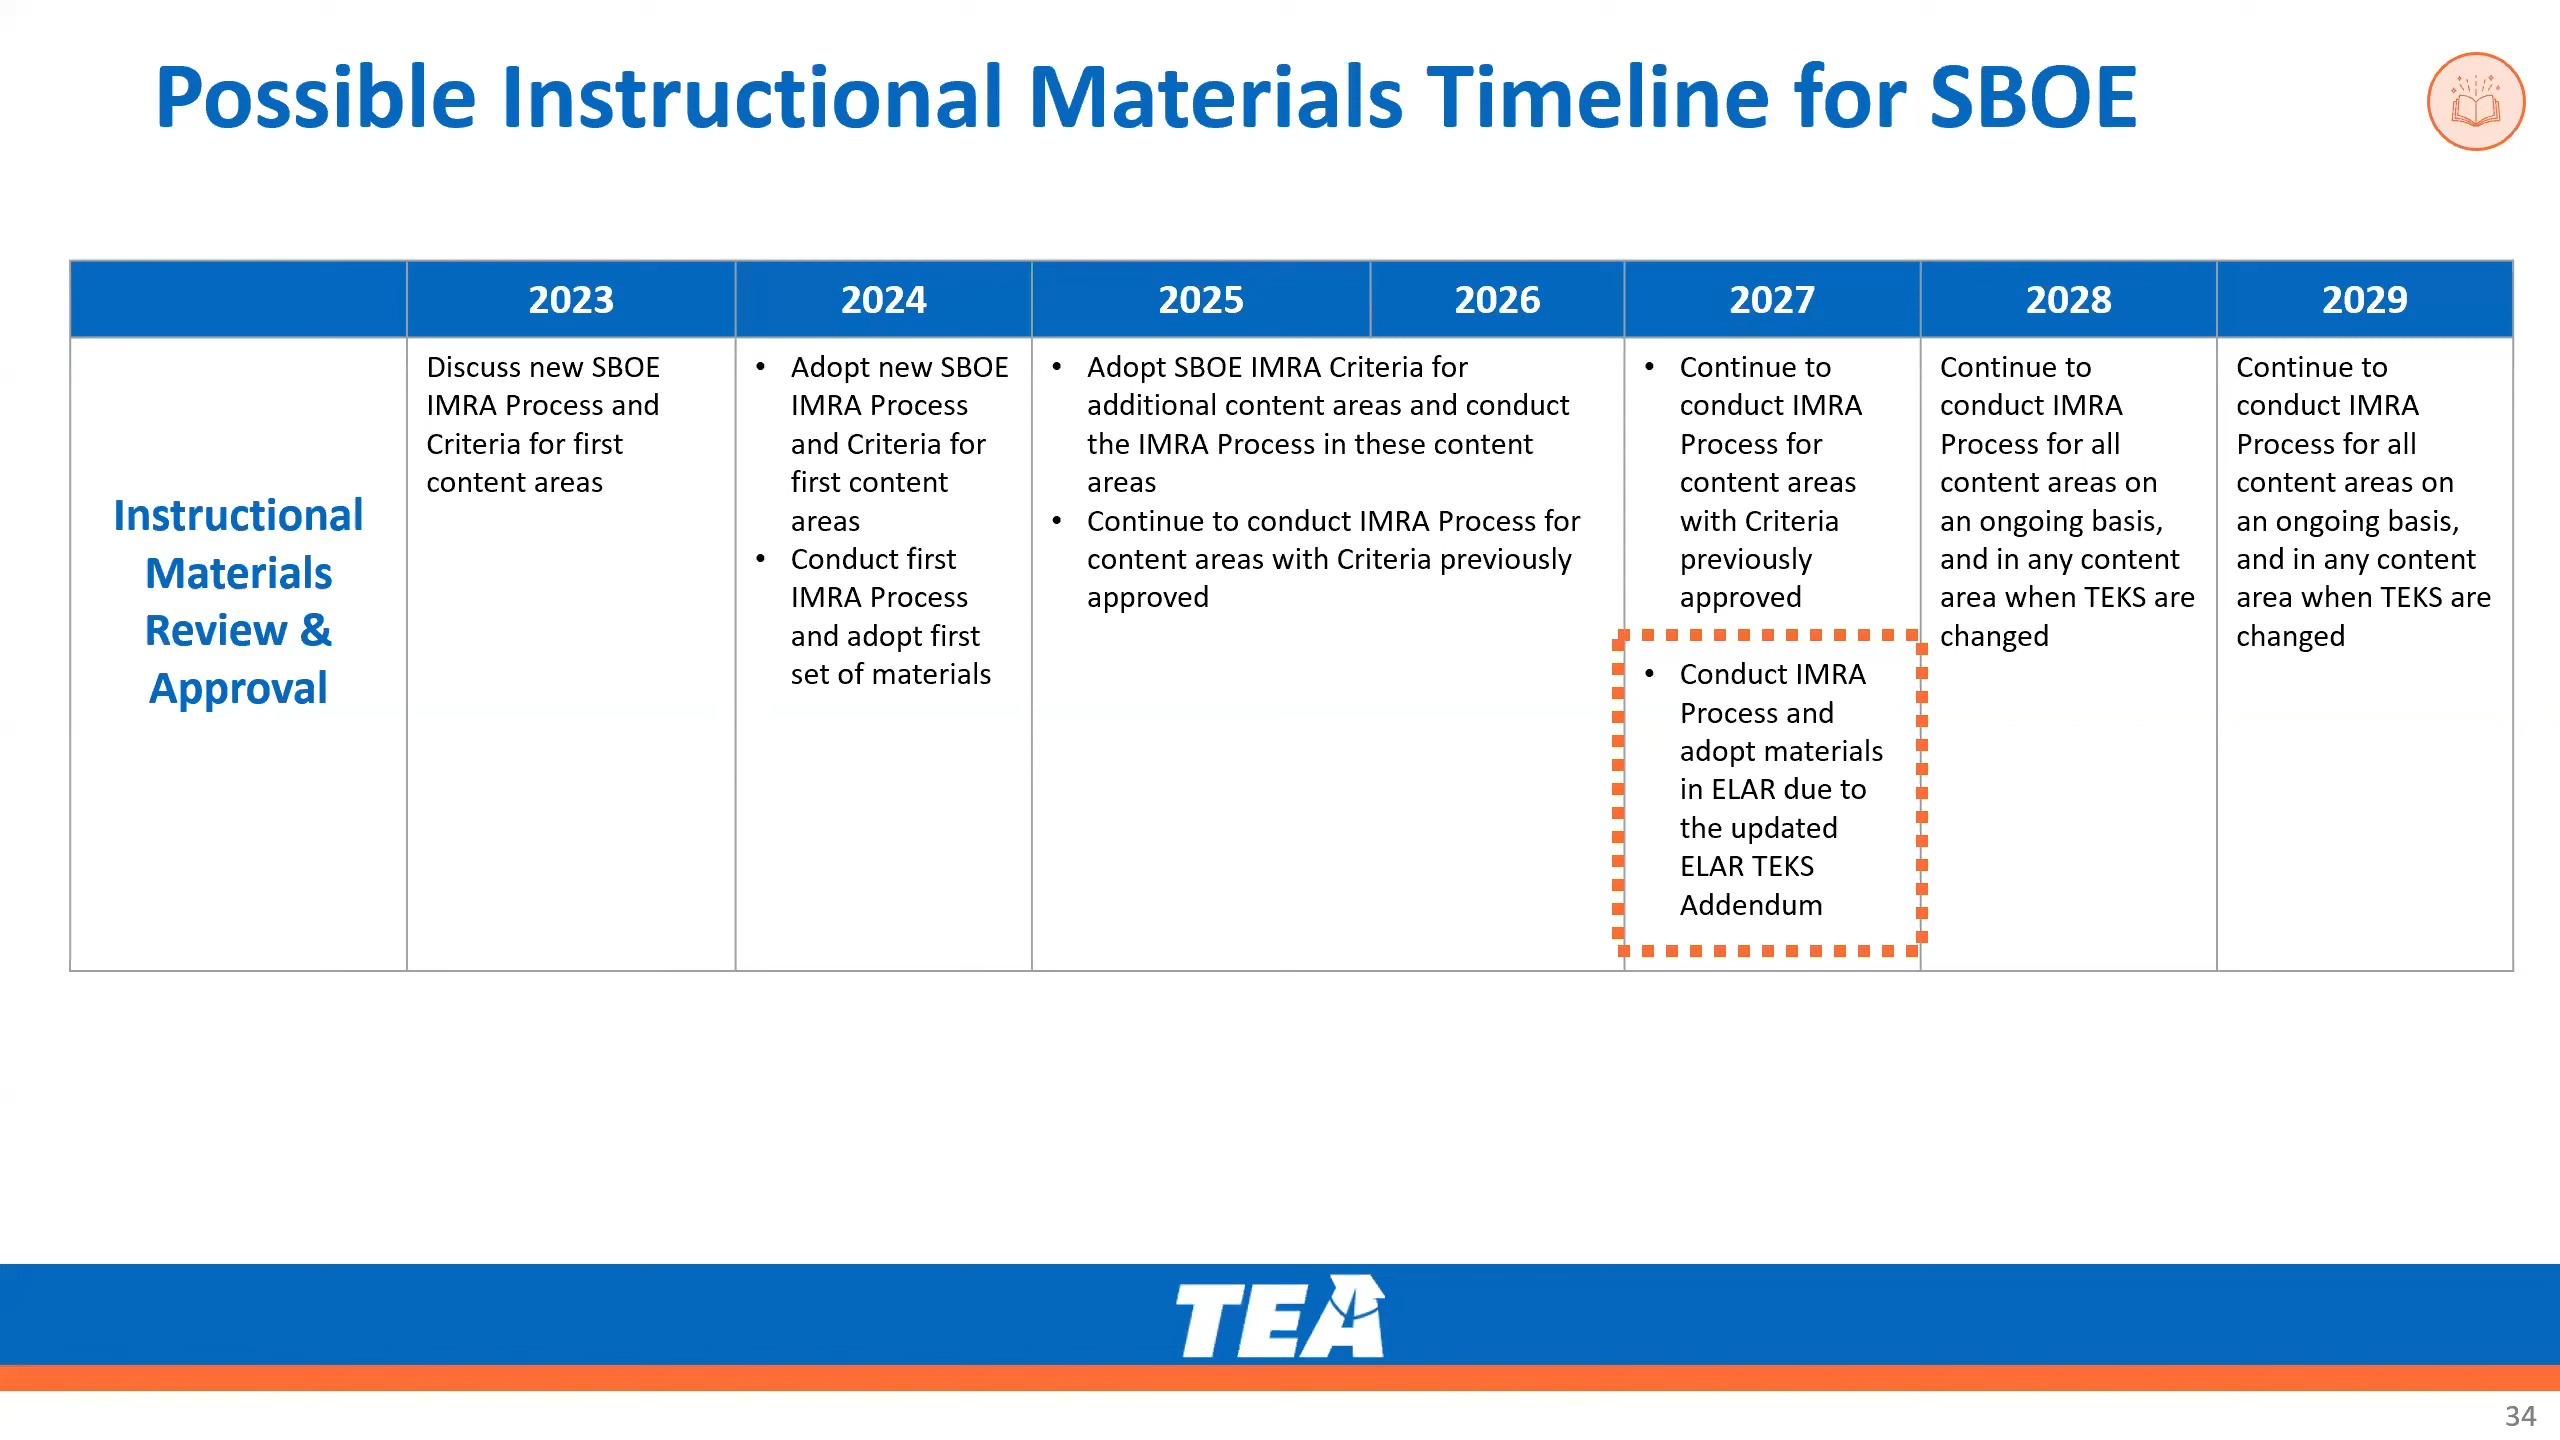 Possible Instructional Materials Timeline for SBOE
2023
2024
2025
2026
2027
2028
2029
Instructional
Materials
Review &
Approval
Discuss new SBOE
IMRA Process and
Criteria for first
content areas
• Adopt new SBOE
IMRA Process
and Criteria for
first content
areas
• Conduct first
IMRA Process
and adopt first
set of materials
• Adopt SBOE IMRA Criteria for
additional content areas and conduct
the IMRA Process in these content
areas
• Continue to conduct IMRA Process for
content areas with Criteria previously
approved
• Continue to
conduct IMRA
Process for
content areas
with Criteria
previously
approved
• Conduct IMRA
Process and
adopt materials
in ELAR due to
the updated
ELAR TEKS
Addendum
Continue to
conduct IMRA
Process for all
content areas on
an ongoing basis,
and in any content
area when TEKS are
changed
Continue to
conduct IMRA
Process for all
content areas on
an ongoing basis,
and in any content
area when TEKS are
changed
TEA
34